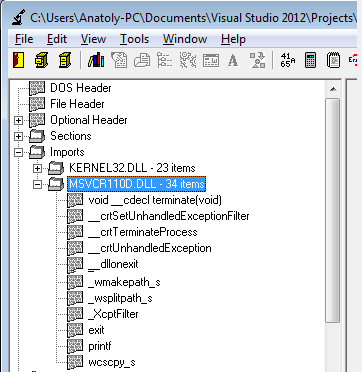 C:\Users\Anatoly-PC\Documents\Visual Studio 2012\Projects\
File Edit View Tools Window Help
DOS Header
File Header
Optional Header
Sections
Imports
KERNEL32.DLL - 23 items
MSVCR110D.DLL - 34 items
void __cdecl terminate(void)
__crtSetUnhandledExceptionFilter
__crtTerminateProcess
__crtUnhandledException
__dllonexit
_wmakepath_s
_wsplitpath_s
_XcptFilter
exit
printf
wcscpy_s